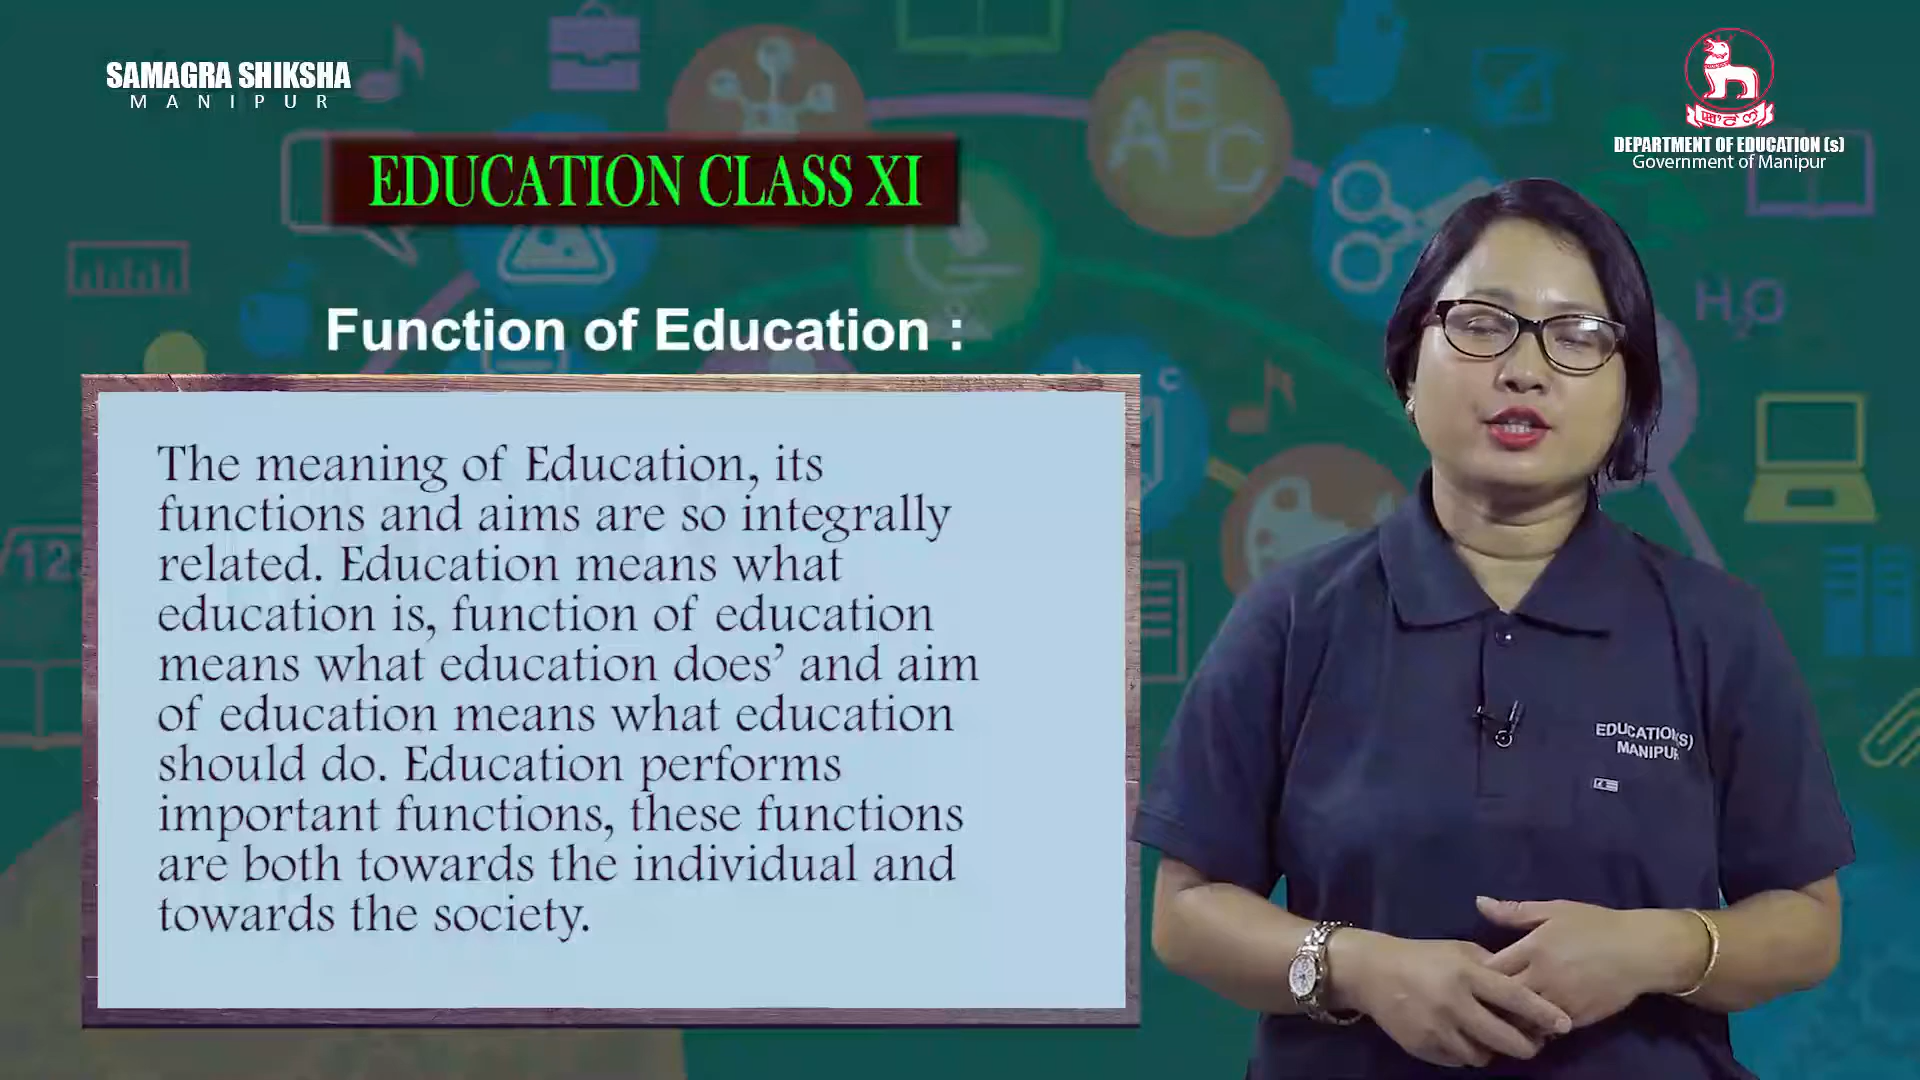 SAMAGRA SHIKSHA
MANIPUR
DEPARTMENT OF EDUCATION (s)
Government of Manipur
EDUCATION CLASS XI
Function of Education :
The meaning of Education, its
functions and aims are so integrally
related. Education means what
education is, function of education
means what education does’ and aim
of education means what education
should do. Education performs
important functions, these functions
are both towards the individual and
towards the society.
EDUCATION(S)
MANIPUR
A B C
H₂O
123
C